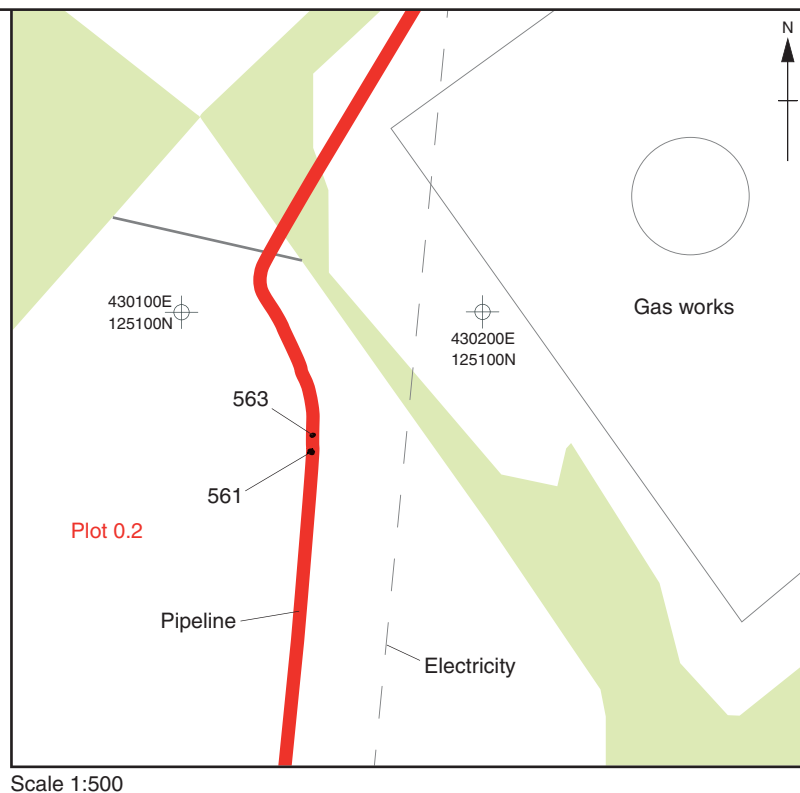 N
430100E
125100N
430200E
125100N
Gas works
563
561
Plot 0.2
Pipeline
Electricity
Scale 1:500